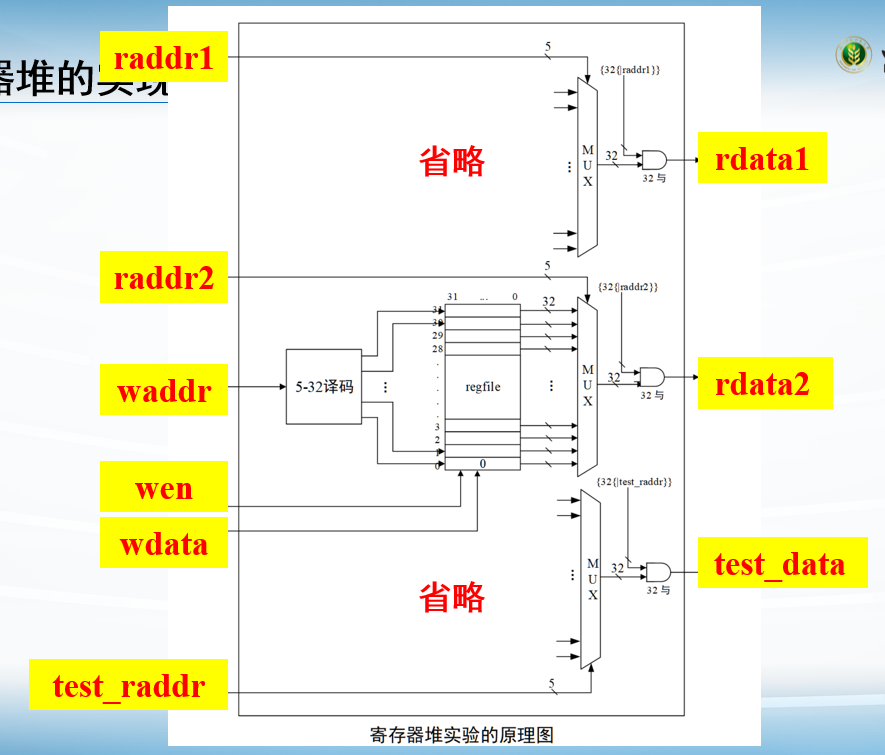 器堆的实现
raddr1
5
{32{|raddr1}}
省略
⋮
MUX
32
32 与
rdata1
raddr2
5
{32{|raddr2}}
31 ... 0
32
31
30
29
28
waddr
5-32译码
⋮
regfile
⋮
MUX
32
32 与
rdata2
3
2
1
0
0
wen
wdata
{32{|test_raddr}}
省略
⋮
MUX
32
32 与
test_data
test_raddr
5
寄存器堆实验的原理图